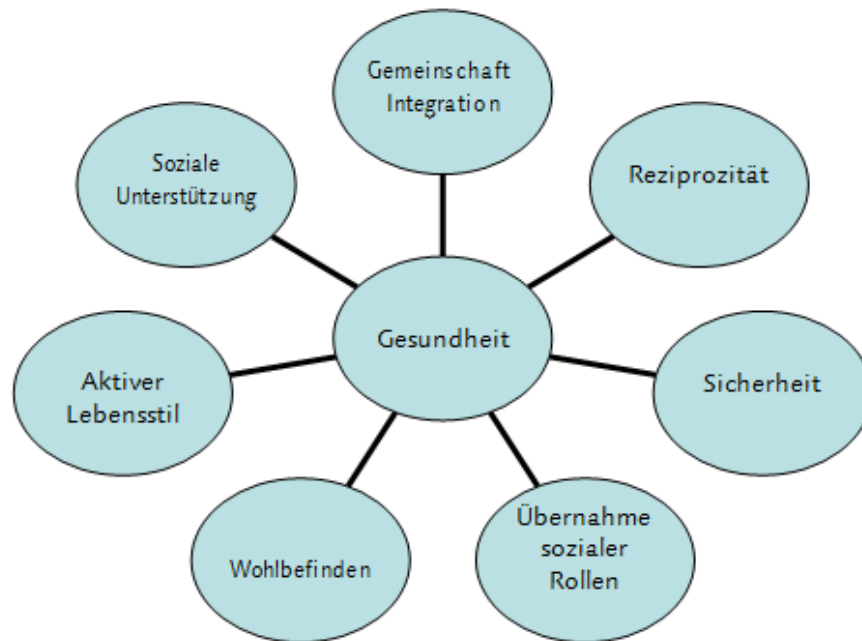 Gemeinschaft
Integration
Soziale
Unterstützung
Reziprozität
Gesundheit
Aktiver
Lebensstil
Sicherheit
Wohlbefinden
Übernahme
sozialer
Rollen